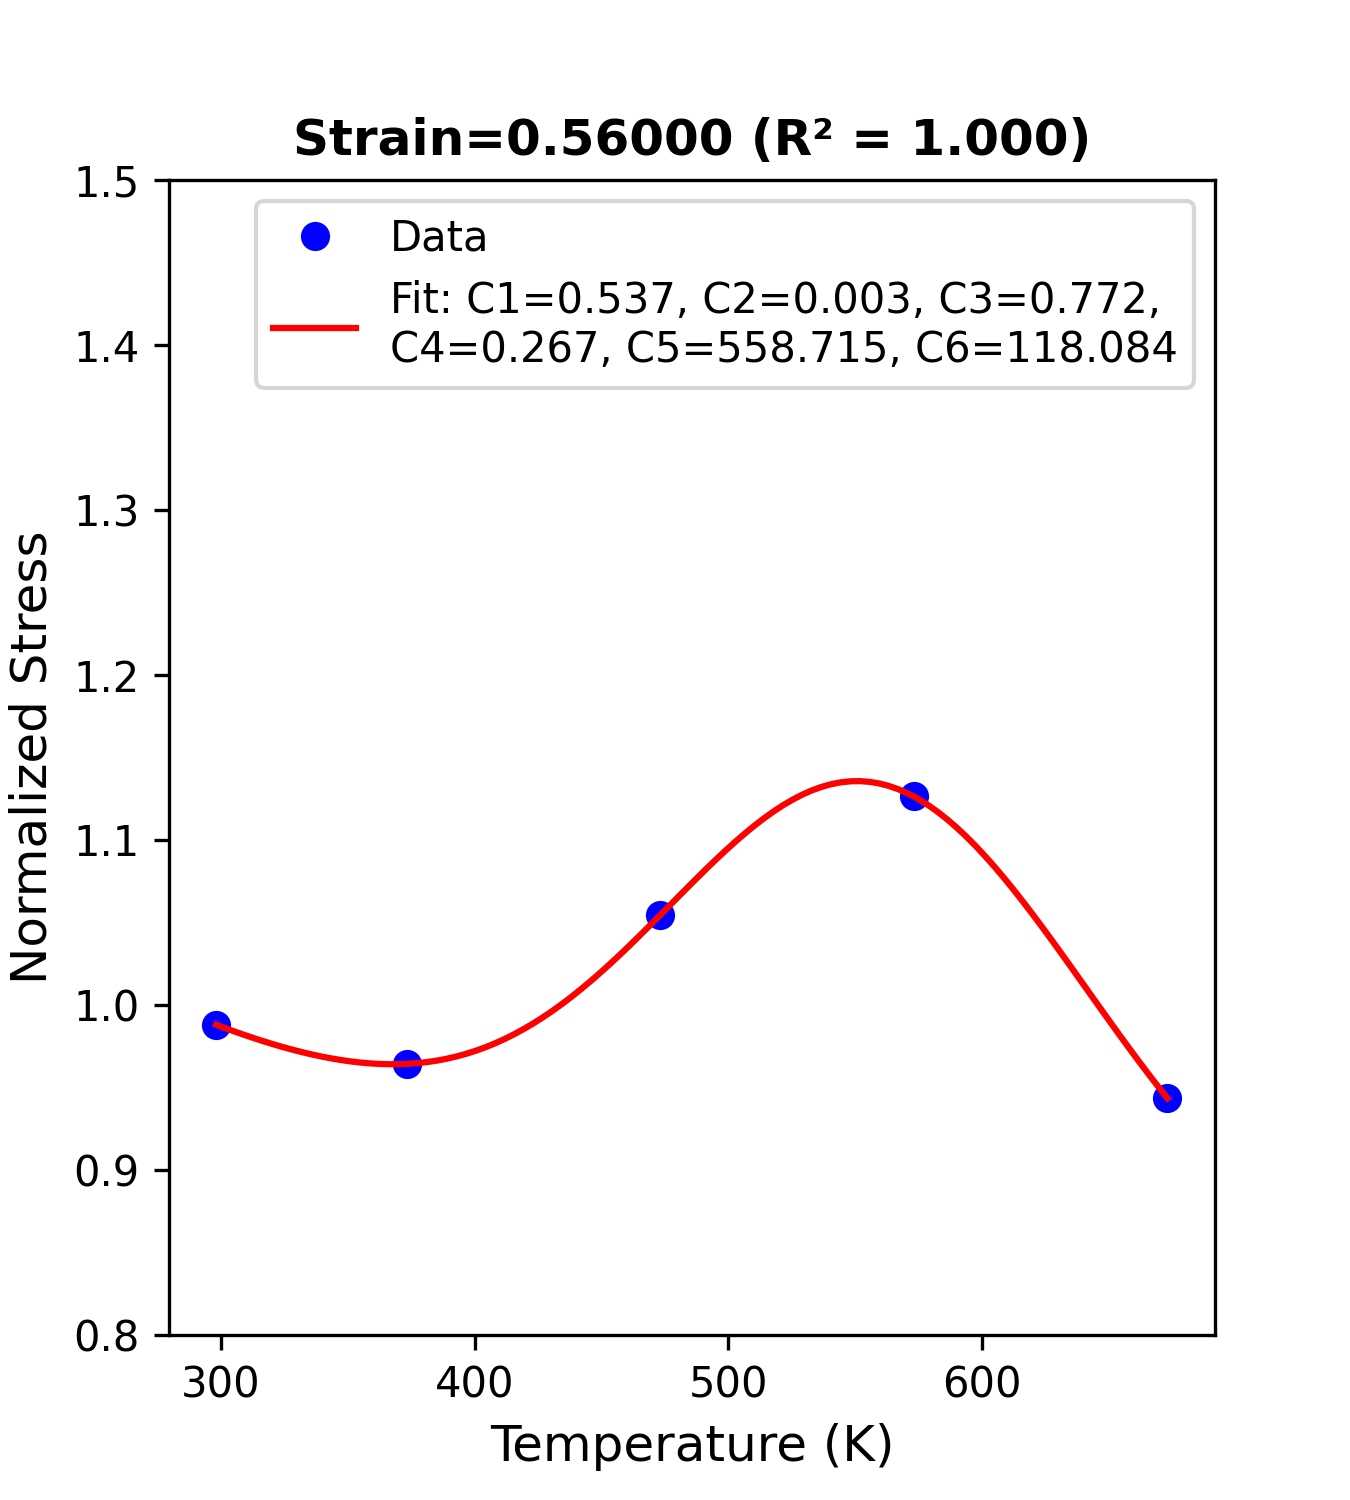 Strain=0.56000 (R² = 1.000)
Data
Fit: C1=0.537, C2=0.003, C3=0.772,
C4=0.267, C5=558.715, C6=118.084
Normalized Stress
1.5
1.4
1.3
1.2
1.1
1.0
0.9
0.8
300 400 500 600
Temperature (K)